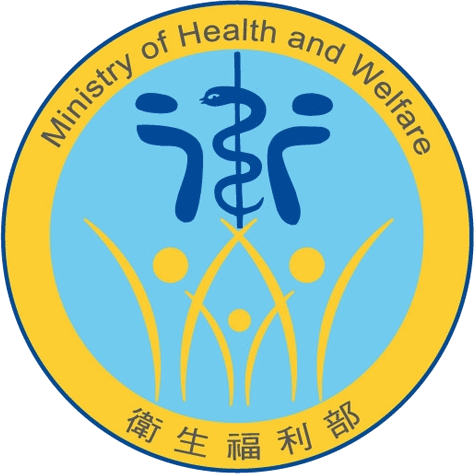 Ministry of Health and Welfare
衛生福利部